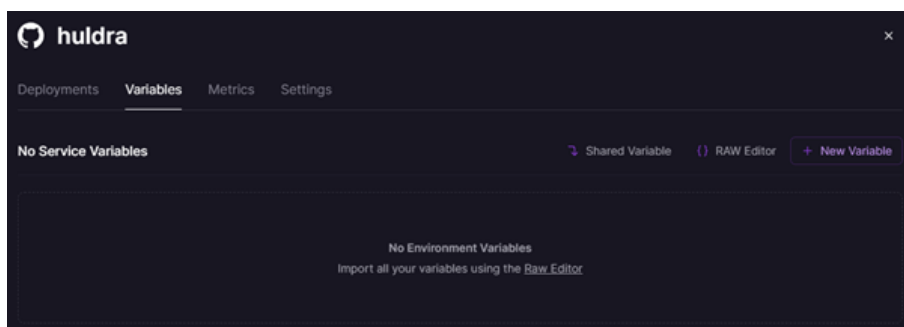 huldra
Deployments Variables Metrics Settings
No Service Variables Shared Variable {} RAW Editor + New Variable
No Environment Variables
Import all your variables using the Raw Editor